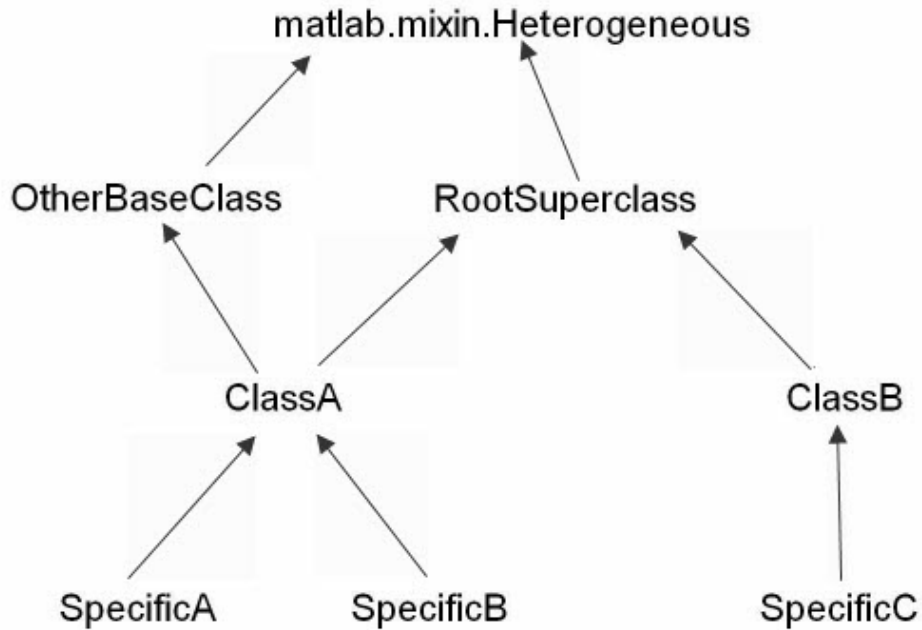 matlab.mixin.Heterogeneous
OtherBaseClass
RootSuperclass
ClassA
ClassB
SpecificA
SpecificB
SpecificC